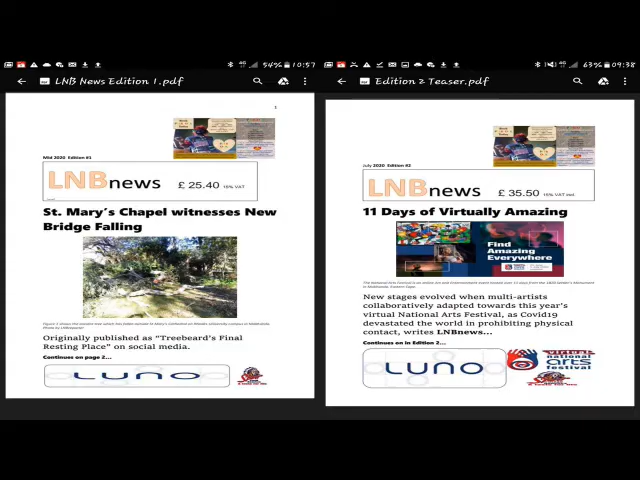 54% 10:57
LNB News Edition 1.pdf
1
Mid 2020 Edition #1
LNBnews £ 25.40 15% VAT
St. Mary's Chapel witnesses New
Bridge Falling
Originally published as “Treebeard's Final
Resting Place” on social media.
Continues on page 2...
LUNO
63% 09:38
Edition 2 Teaser.pdf
July 2020 Edition #2
LNBnews £ 35.50 15% VAT incl.
11 Days of Virtually Amazing
Find
Amazing
Everywhere
New stages evolved when multi-artists
collaboratively adapted towards this year's
virtual National Arts Festival, as Covid19
devastated the world in prohibiting physical
contact, writes LNBnews...
Continues on in Edition 2...
LUNO
virtual
national
arts
festival